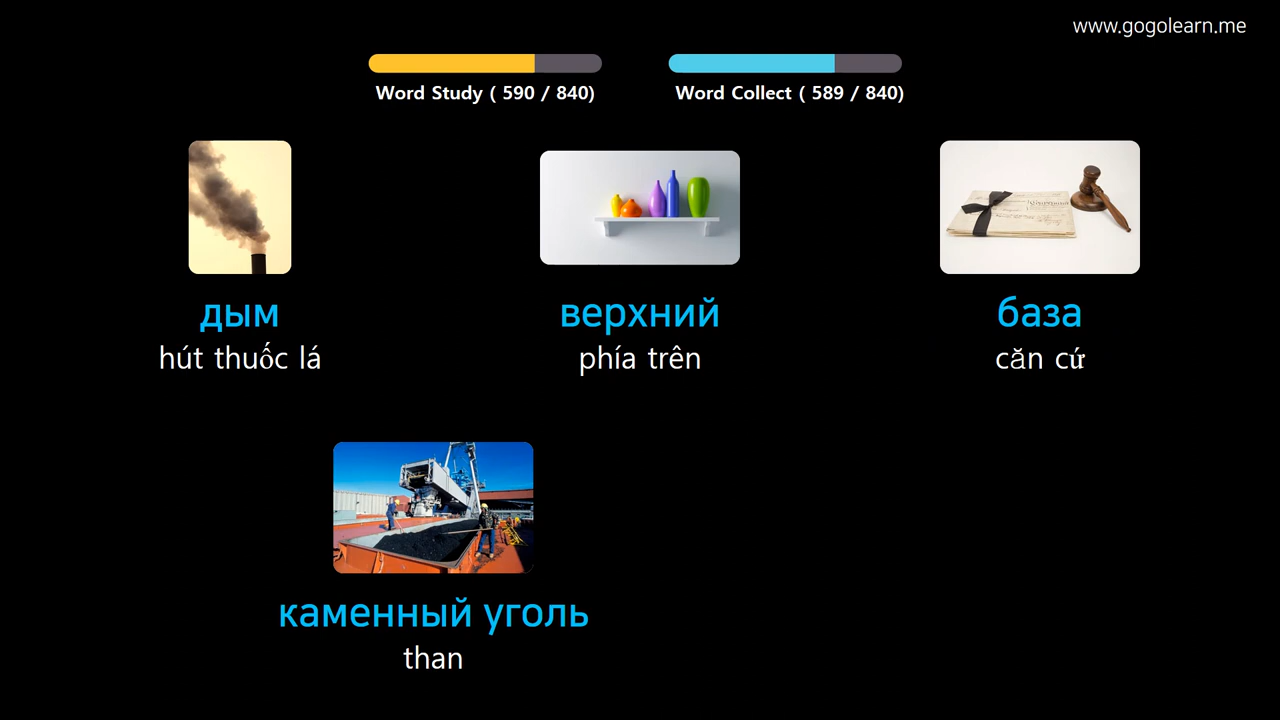 www.gogolearn.me
Word Study ( 590 / 840)
Word Collect ( 589 / 840)
дым
hút thuốc lá
верхний
phía trên
база
căn cứ
каменный уголь
than